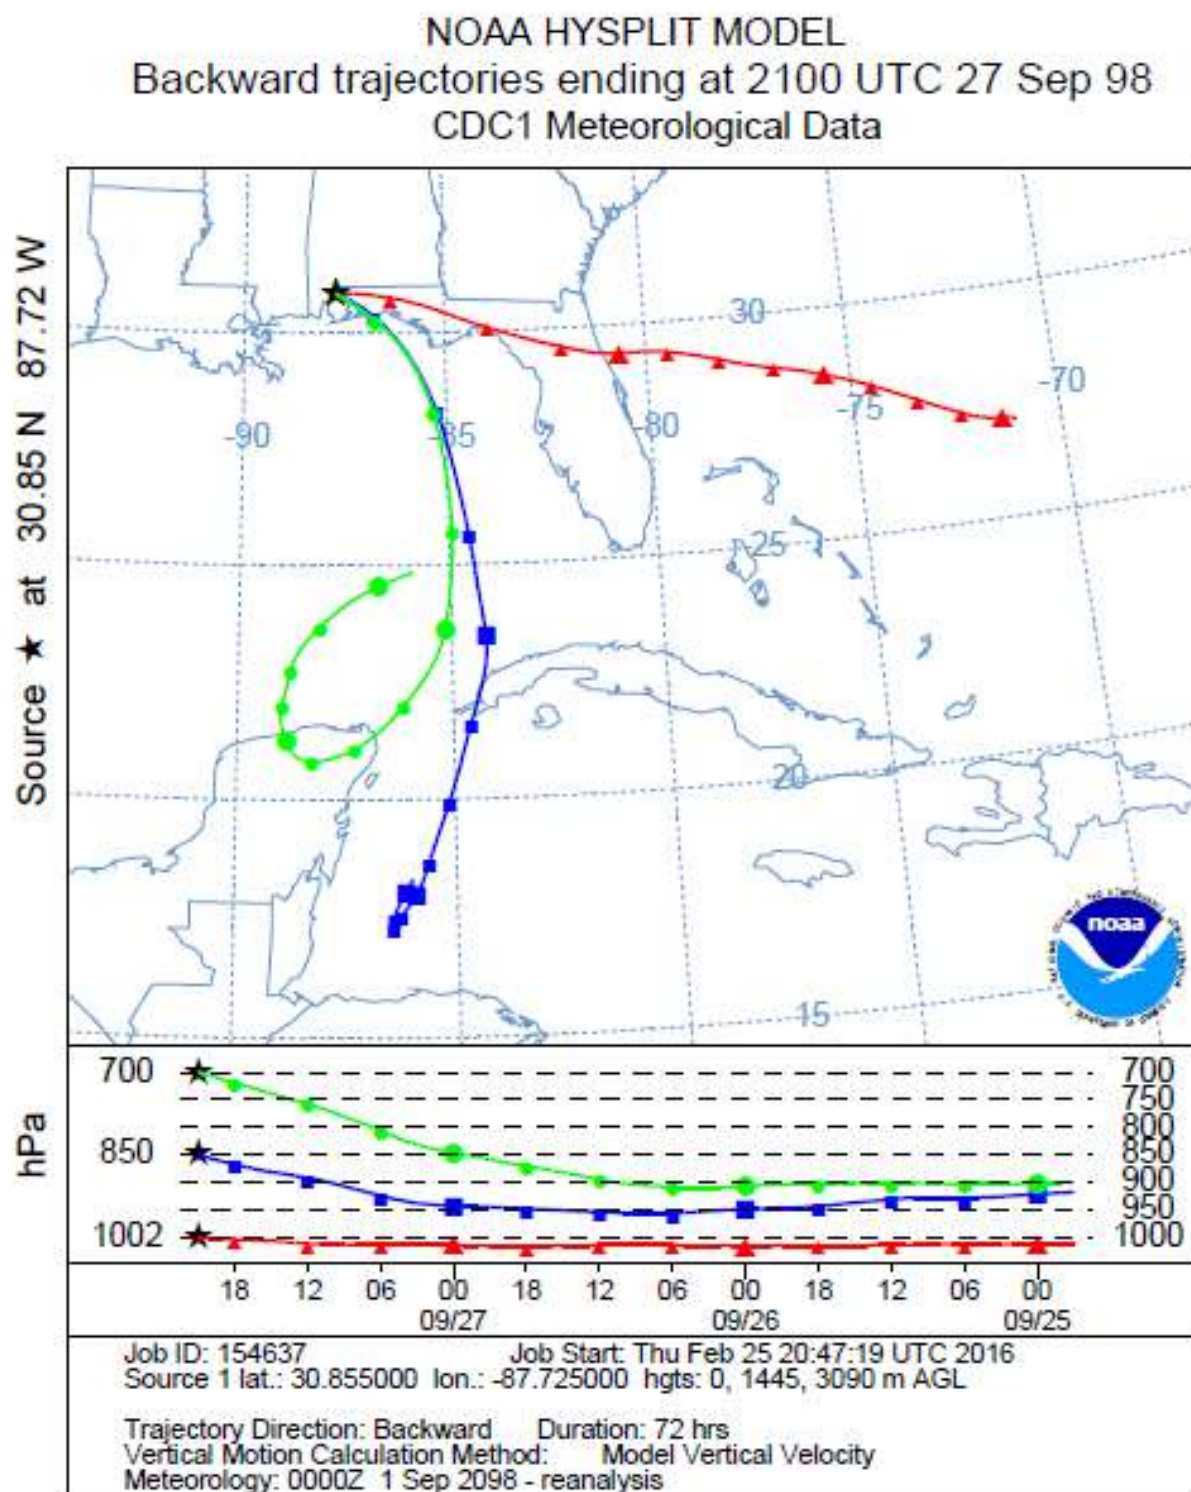 NOAA HYSPLIT MODEL
Backward trajectories ending at 2100 UTC 27 Sep 98
CDC1 Meteorological Data
Source ★ at 30.85 N 87.72 W
30
-70
-75
-80
-85
-90
25
20
15
noaa
hPa
700 700
750
800
850 850
900
950
1002 1000
18 12 06 00 18 12 06 00 18 12 06 00
09/27 09/26 09/25
Job ID: 154637 Job Start: Thu Feb 25 20:47:19 UTC 2016
Source 1 lat.: 30.855000 lon.: -87.725000 hgts: 0, 1445, 3090 m AGL
Trajectory Direction: Backward Duration: 72 hrs
Vertical Motion Calculation Method: Model Vertical Velocity
Meteorology: 0000Z 1 Sep 2098 - reanalysis